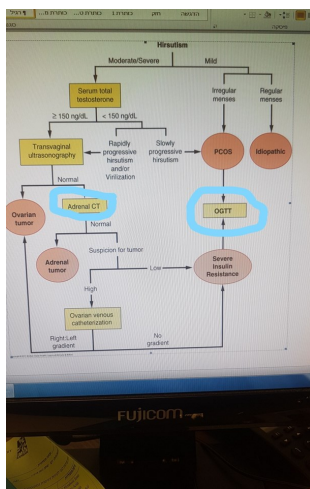 Hirsutism
Moderate/Severe
Mild
Serum total
testosterone
Irregular
menses
Regular
menses
≥ 150 ng/dL
< 150 ng/dL
Transvaginal
ultrasonography
Rapidly
progressive
hirsutism
and/or
Virilization
Slowly
progressive
hirsutism
PCOS
Idiopathic
Normal
Ovarian
tumor
Adrenal CT
OGTT
Normal
Adrenal
tumor
Suspicion for tumor
Severe
Insulin
Resistance
Low
High
Ovarian venous
catheterization
Right:Left
gradient
No
gradient
FUJICOM